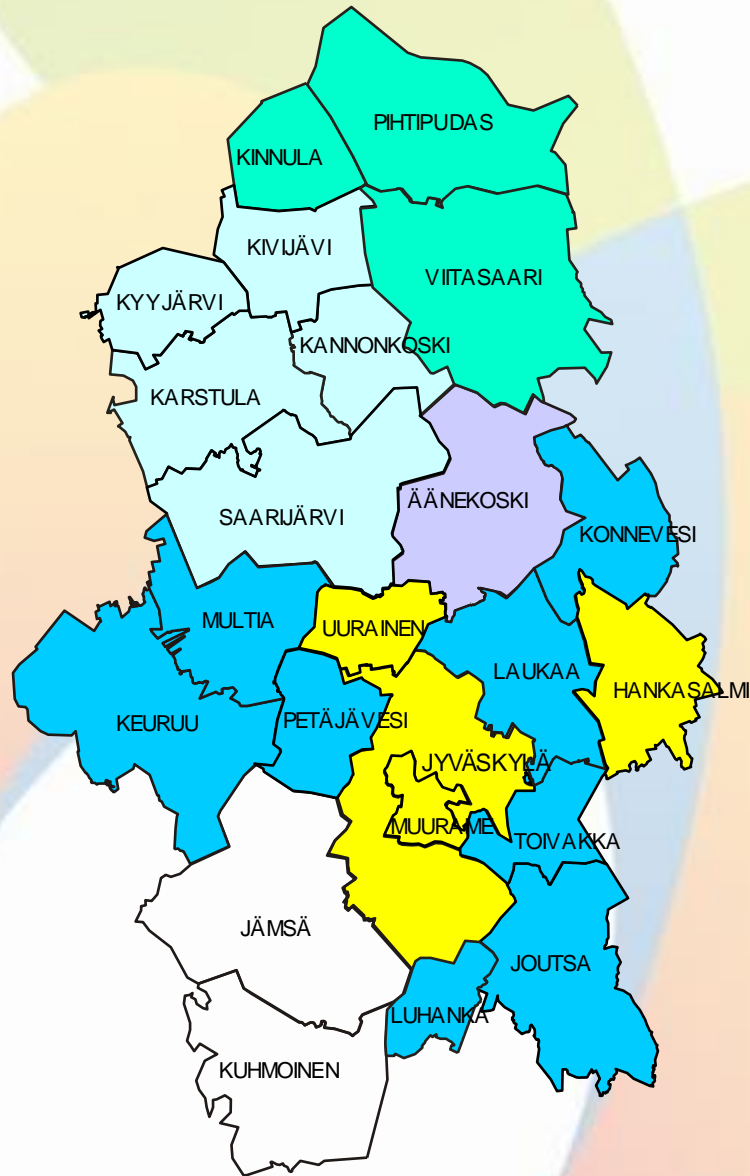 PIHTIPUDAS
KINNULA
KIVIJÄVI
VIITASAARI
KYYJÄRVI
KANNONKOSKI
KARSTULA
ÄÄNEKOSKI
SAARIJÄRVI
KONNEVESI
MULTIA
UURAINEN
LAUKAA
HANKASALMI
KEURUU
PETÄJÄVESI
JYVÄSKYLÄ
MUURAME
TOIVAKKA
JÄMSÄ
JOUTSA
LUHANKA
KUHMOINEN